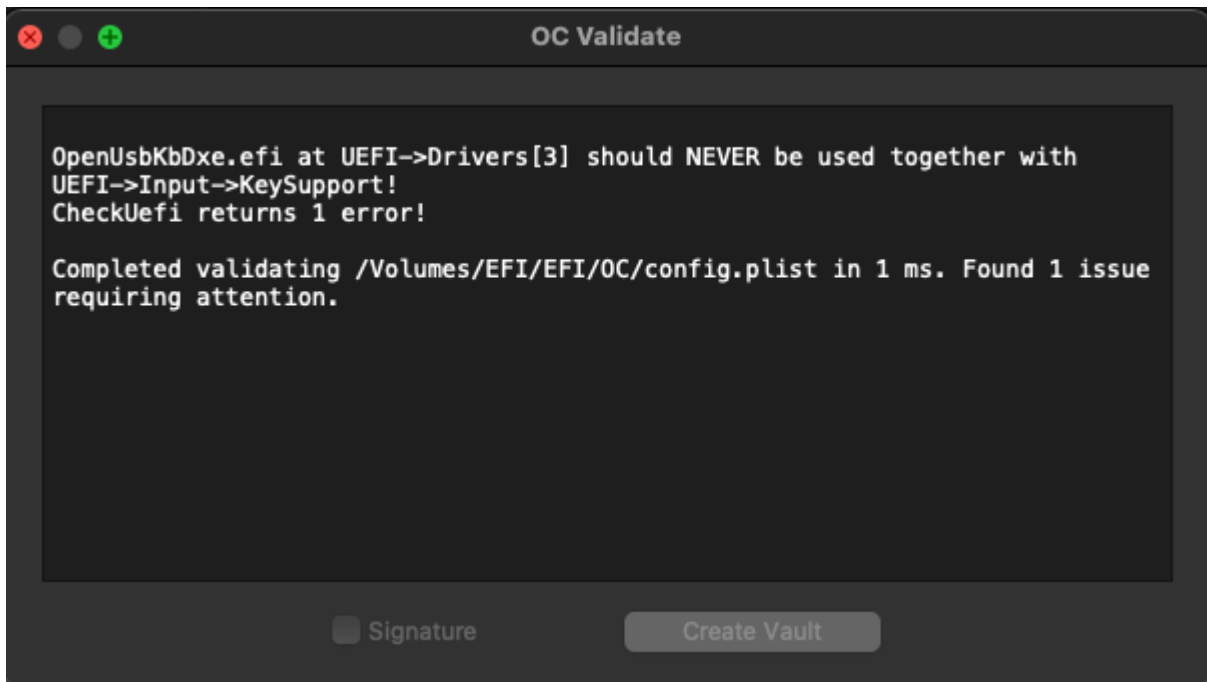 OC Validate
OpenUsbKbDxe.efi at UEFI->Drivers[3] should NEVER be used together with
UEFI->Input->KeySupport!
CheckUefi returns 1 error!
Completed validating /Volumes/EFI/EFI/OC/config.plist in 1 ms. Found 1 issue
requiring attention.
Signature
Create Vault